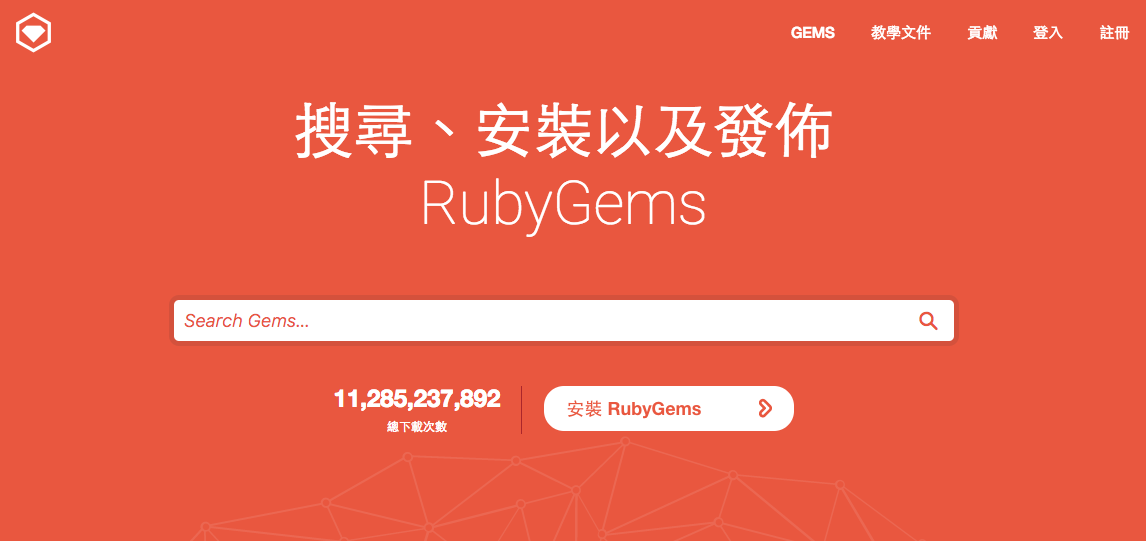 GEMS 教學文件 貢獻 登入 註冊
搜尋、安裝以及發佈
RubyGems
Search Gems...
11,285,237,892
總下載次數
安裝 RubyGems